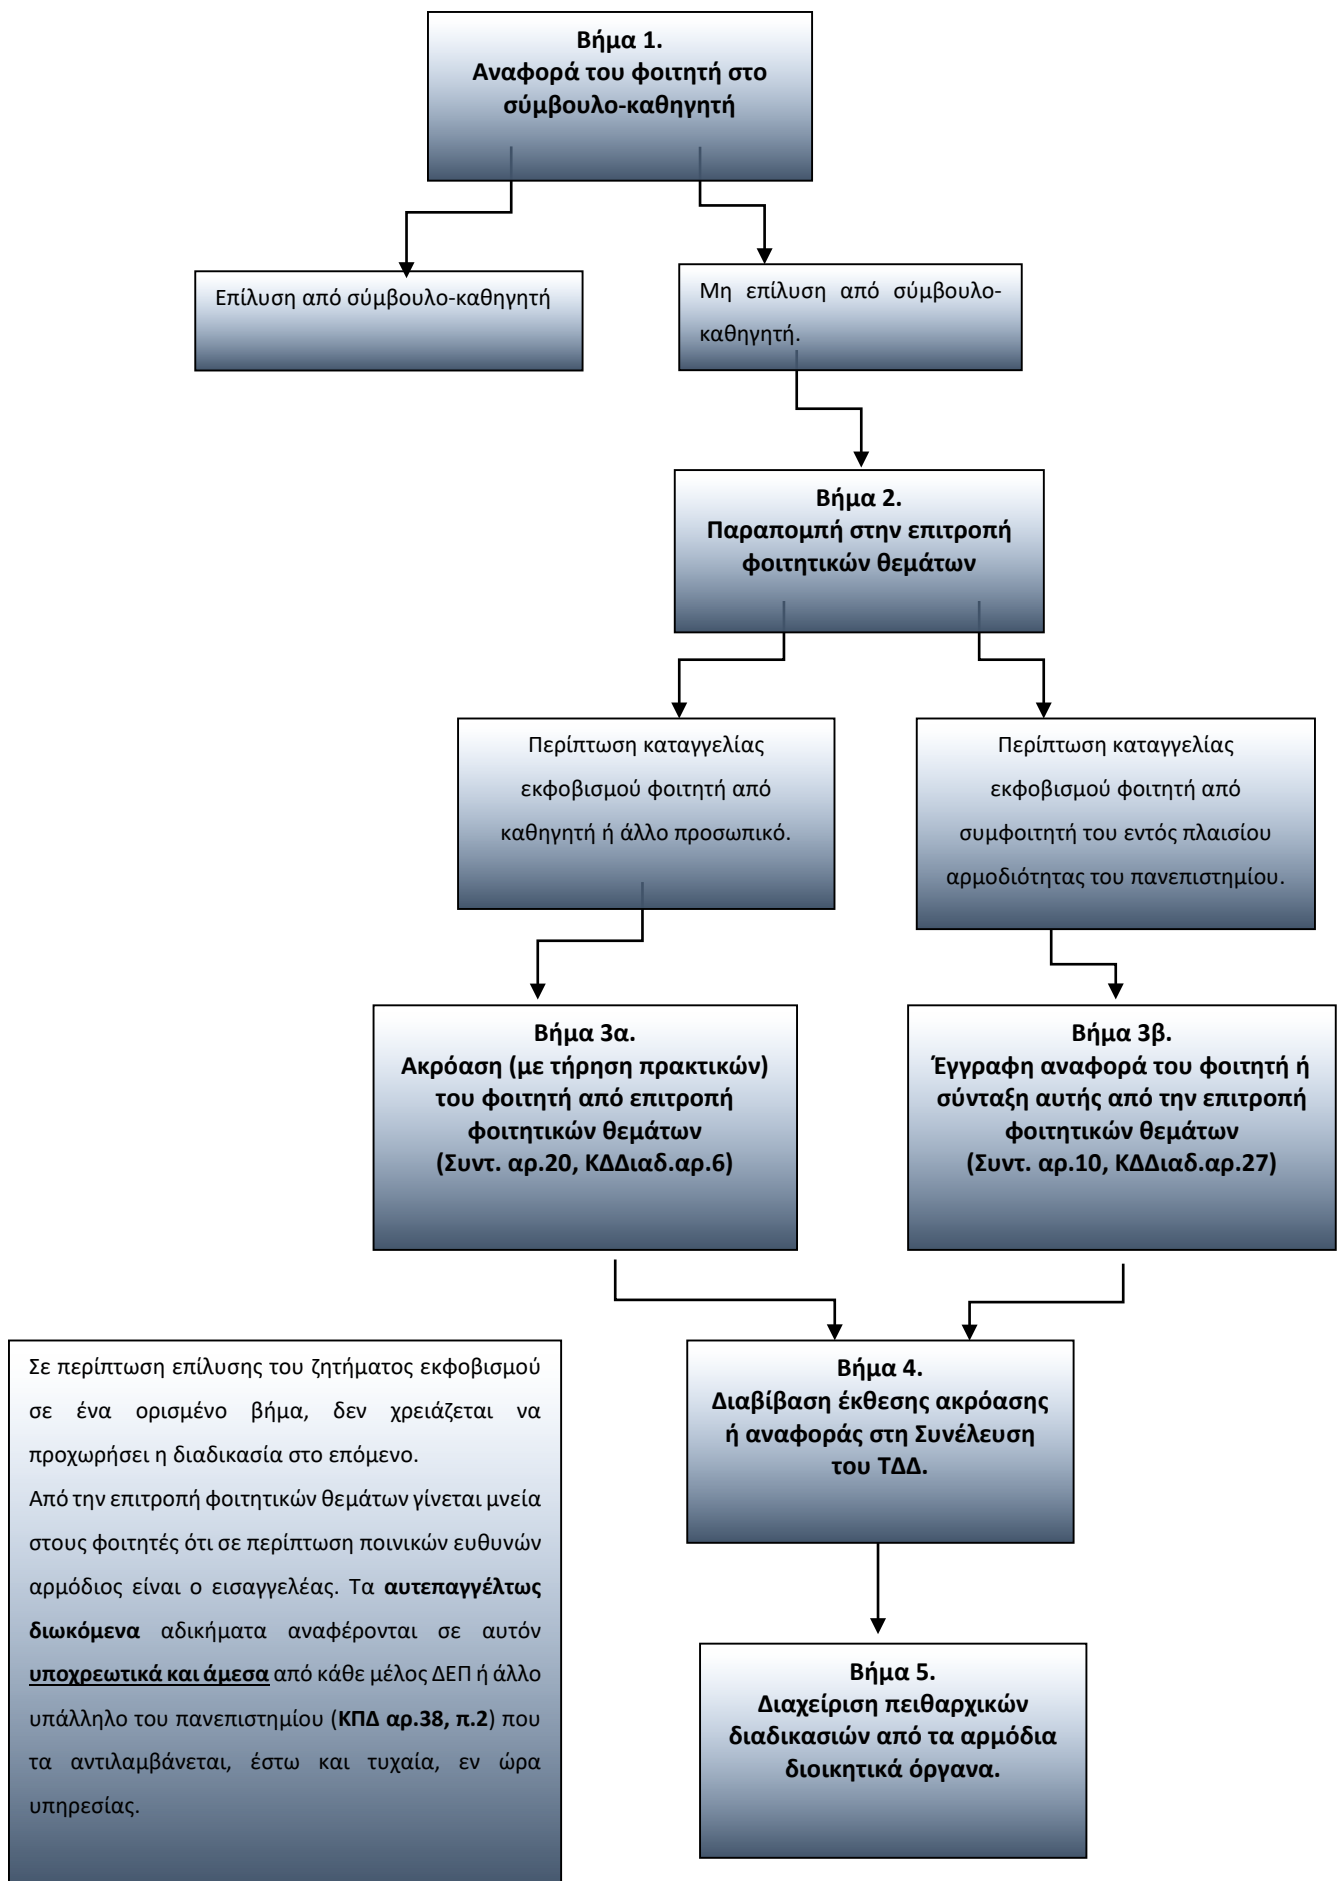 Βήμα 1.
Αναφορά του φοιτητή στο
σύμβουλο-καθηγητή
Επίλυση από σύμβουλο-καθηγητή
Μη επίλυση από σύμβουλο-
καθηγητή.
Βήμα 2.
Παραπομπή στην επιτροπή
φοιτητικών θεμάτων
Περίπτωση καταγγελίας
εκφοβισμού φοιτητή από
καθηγητή ή άλλο προσωπικό.
Περίπτωση καταγγελίας
εκφοβισμού φοιτητή από
συμφοιτητή του εντός πλαισίου
αρμοδιότητας του πανεπιστημίου.
Βήμα 3α.
Ακρόαση (με τήρηση πρακτικών)
του φοιτητή από επιτροπή
φοιτητικών θεμάτων
(Συντ. αρ.20, ΚΔΔιαδ.αρ.6)
Βήμα 3β.
Έγγραφη αναφορά του φοιτητή ή
σύνταξη αυτής από την επιτροπή
φοιτητικών θεμάτων
(Συντ. αρ.10, ΚΔΔιαδ.αρ.27)
Βήμα 4.
Διαβίβαση έκθεσης ακρόασης
ή αναφοράς στη Συνέλευση
του ΤΔΔ.
Σε περίπτωση επίλυσης του ζητήματος εκφοβισμού
σε ένα ορισμένο βήμα, δεν χρειάζεται να
προχωρήσει η διαδικασία στο επόμενο.
Από την επιτροπή φοιτητικών θεμάτων γίνεται μνεία
στους φοιτητές ότι σε περίπτωση ποινικών ευθυνών
αρμόδιος είναι ο εισαγγελέας. Τα αυτεπαγγέλτως
διωκόμενα αδικήματα αναφέρονται σε αυτόν
υποχρεωτικά και άμεσα από κάθε μέλος ΔΕΠ ή άλλο
υπάλληλο του πανεπιστημίου (ΚΠΔ αρ.38, π.2) που
τα αντιλαμβάνεται, έστω και τυχαία, εν ώρα
υπηρεσίας.
Βήμα 5.
Διαχείριση πειθαρχικών
διαδικασιών από τα αρμόδια
διοικητικά όργανα.